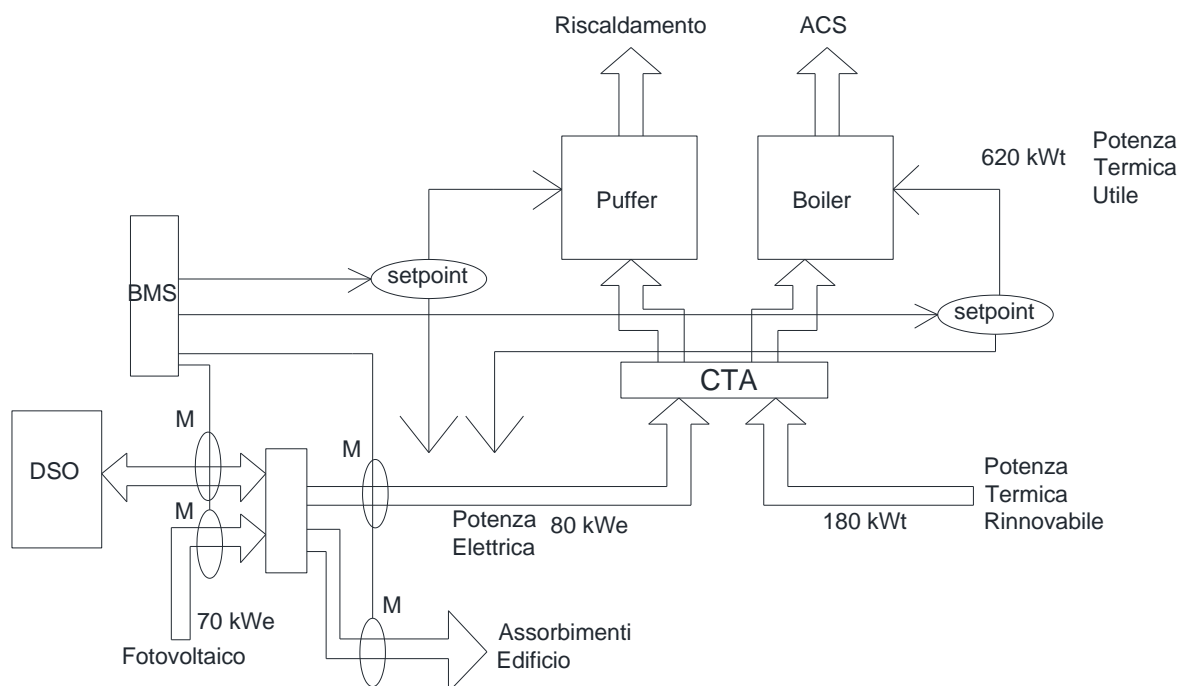 Riscaldamento
ACS
620 kWt
Potenza
Termica
Utile
Puffer
Boiler
BMS
setpoint
setpoint
CTA
M
DSO
M
M
Potenza
Elettrica
80 kWe
180 kWt
Potenza
Termica
Rinnovabile
70 kWe
Fotovoltaico
M
Assorbimenti
Edificio